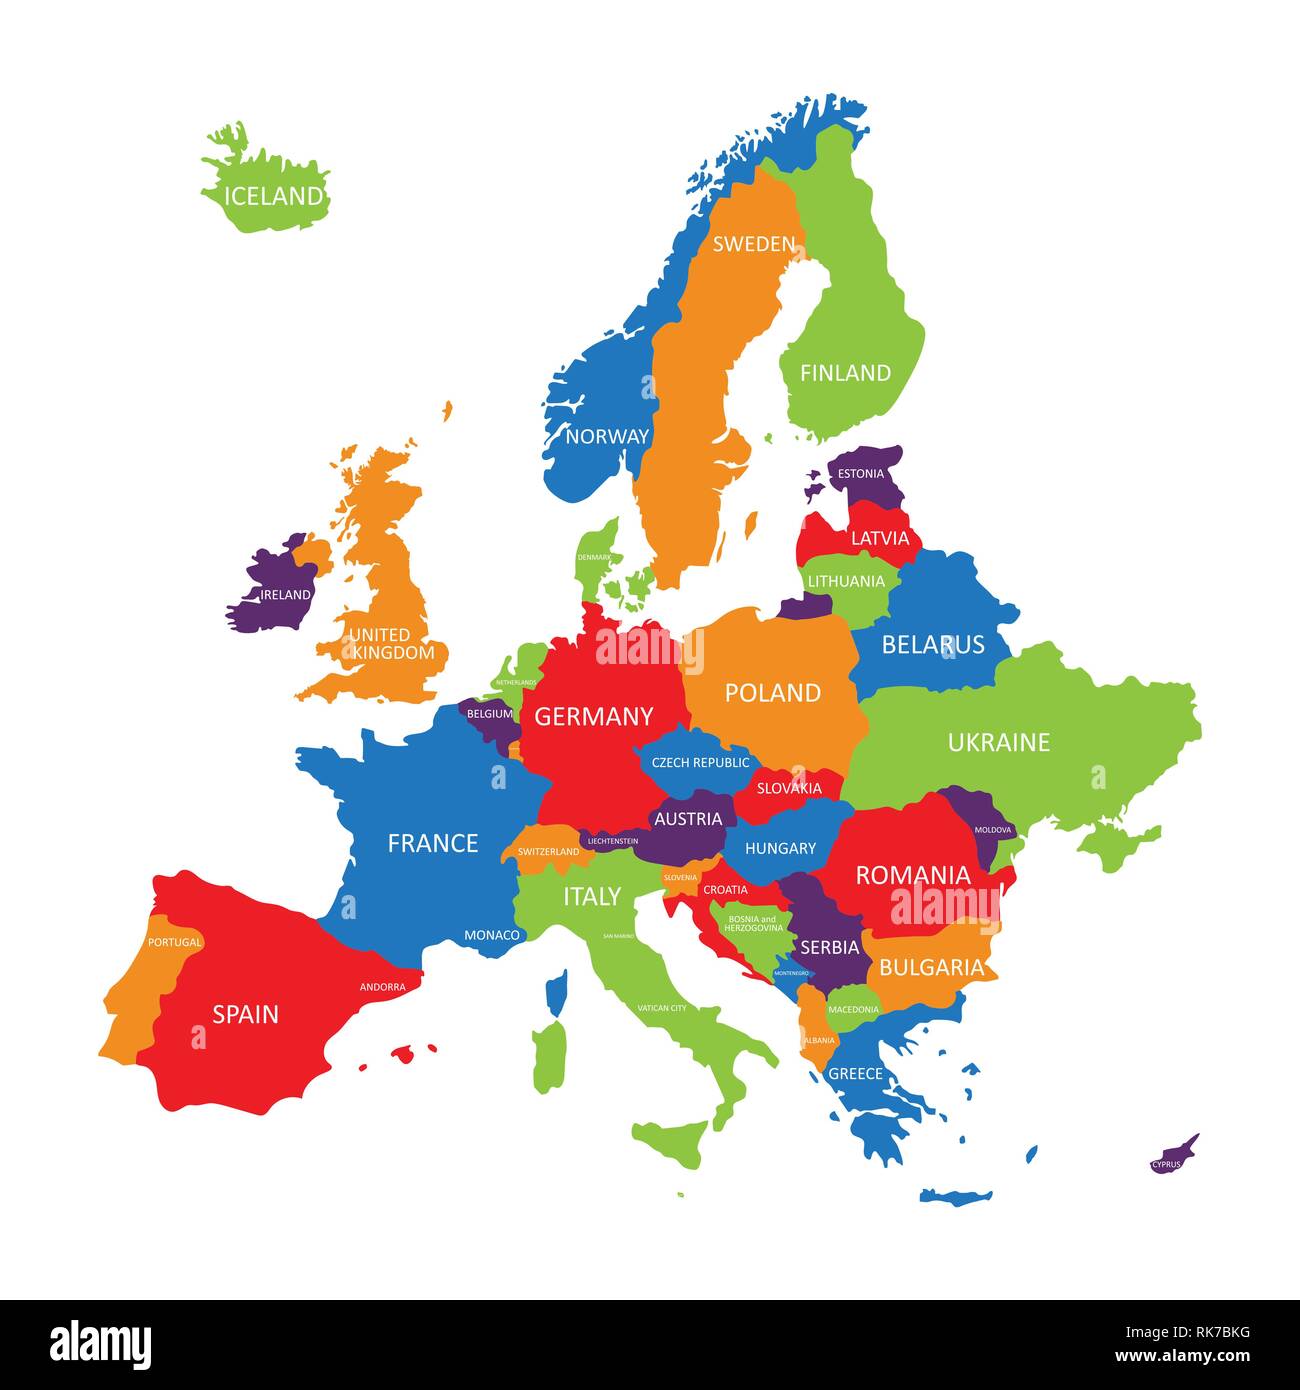 ICELAND
SWEDEN
FINLAND
NORWAY
ESTONIA
LATVIA
DENMARK
LITHUANIA
IRELAND
UNITED
KINGDOM
BELARUS
NETHERLANDS
POLAND
BELGIUM
GERMANY
UKRAINE
CZECH REPUBLIC
SLOVAKIA
AUSTRIA
MOLDOVA
FRANCE
LIECHTENSTEIN
SWITZERLAND
HUNGARY
SLOVENIA
ROMANIA
ITALY
CROATIA
BOSNIA and
HERZEGOVINA
MONACO
SAN MARINO
PORTUGAL
SERBIA
BULGARIA
MONTENEGRO
ANDORRA
SPAIN
VATICAN CITY
MACEDONIA
ALBANIA
GREECE
CYPRUS
a
alamy
a
a
a
a
a
alamy
Image ID: RK7BKG
www.alamy.com